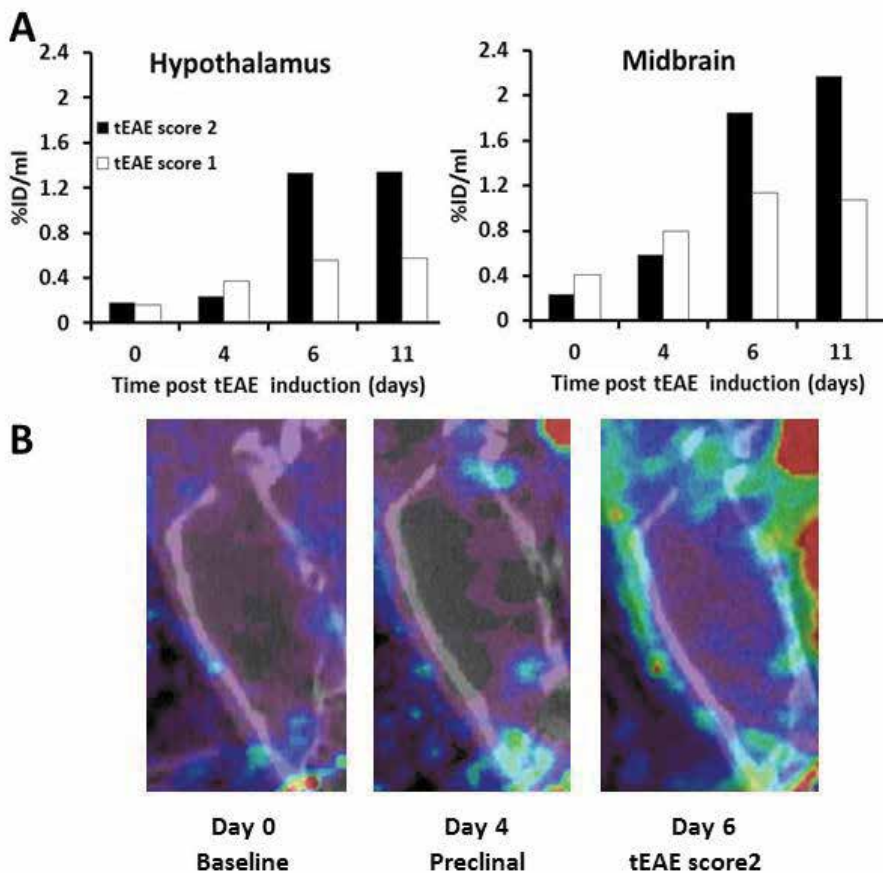 A
Hypothalamus
2.4
2
1.6
1.2
0.8
0.4
0
%ID/ml
tEAE score 2
tEAE score 1
0 4 6 11
Time post tEAE induction (days)
Midbrain
2.4
2
1.6
1.2
0.8
0.4
0
%ID/ml
0 4 6 11
Time post tEAE induction (days)
B
Day 0
Baseline
Day 4
Preclinal
Day 6
tEAE score2